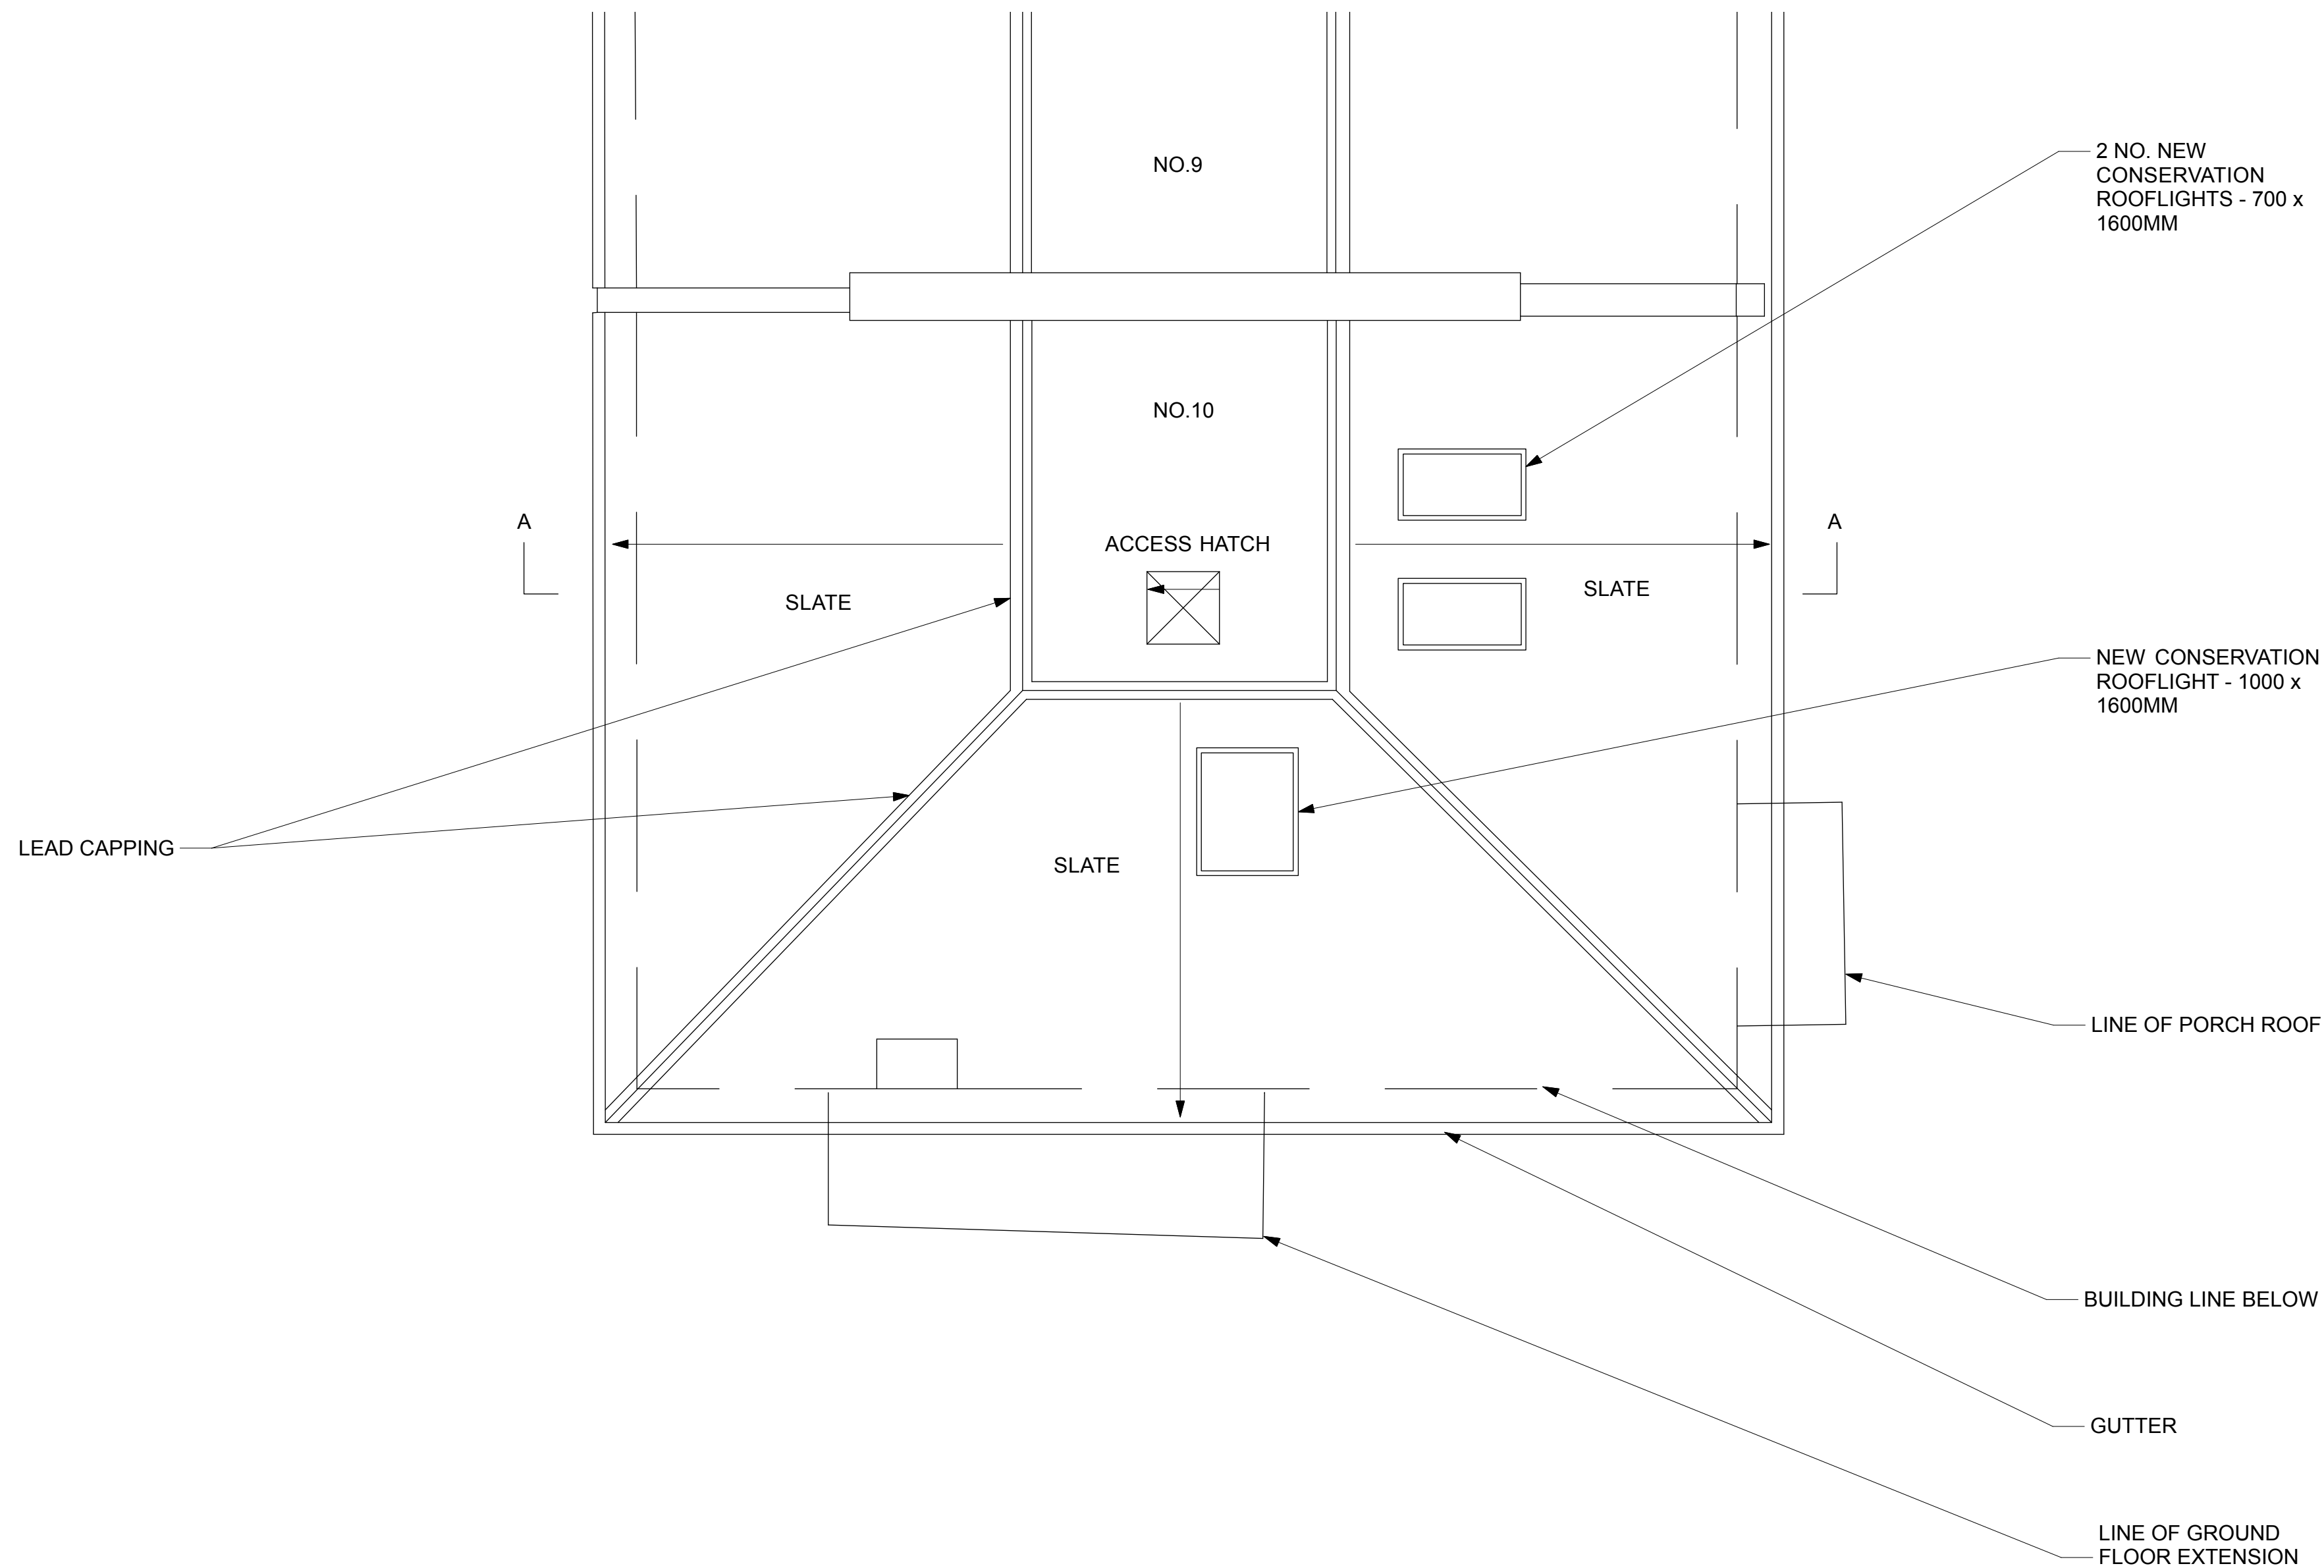 NO.9
2 NO. NEW
CONSERVATION
ROOFLIGHTS - 700 x
1600MM
NO.10
A
ACCESS HATCH
A
SLATE
SLATE
NEW CONSERVATION
ROOFLIGHT - 1000 x
1600MM
LEAD CAPPING
SLATE
LINE OF PORCH ROOF
BUILDING LINE BELOW
GUTTER
LINE OF GROUND
FLOOR EXTENSION